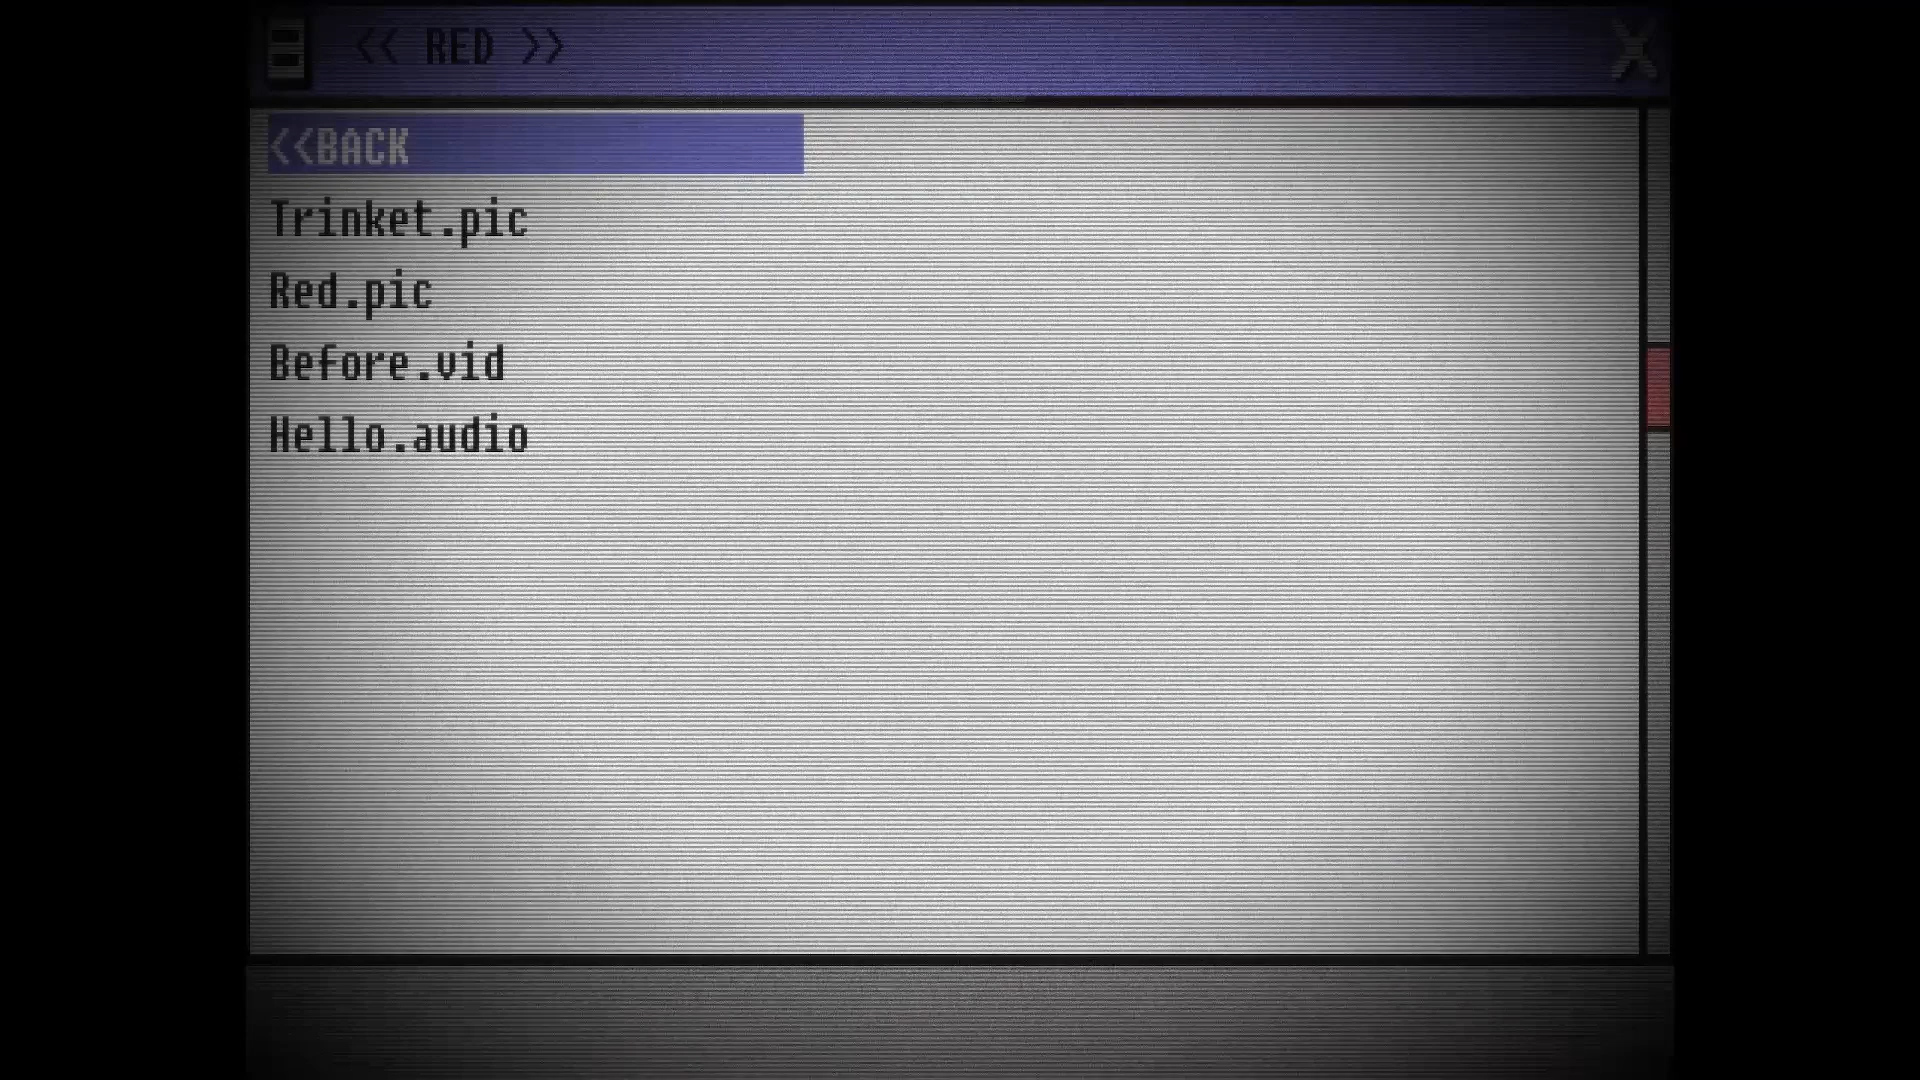 << RED >>
<<BACK
Trinket.pic
Red.pic
Before.vid
Hello.audio